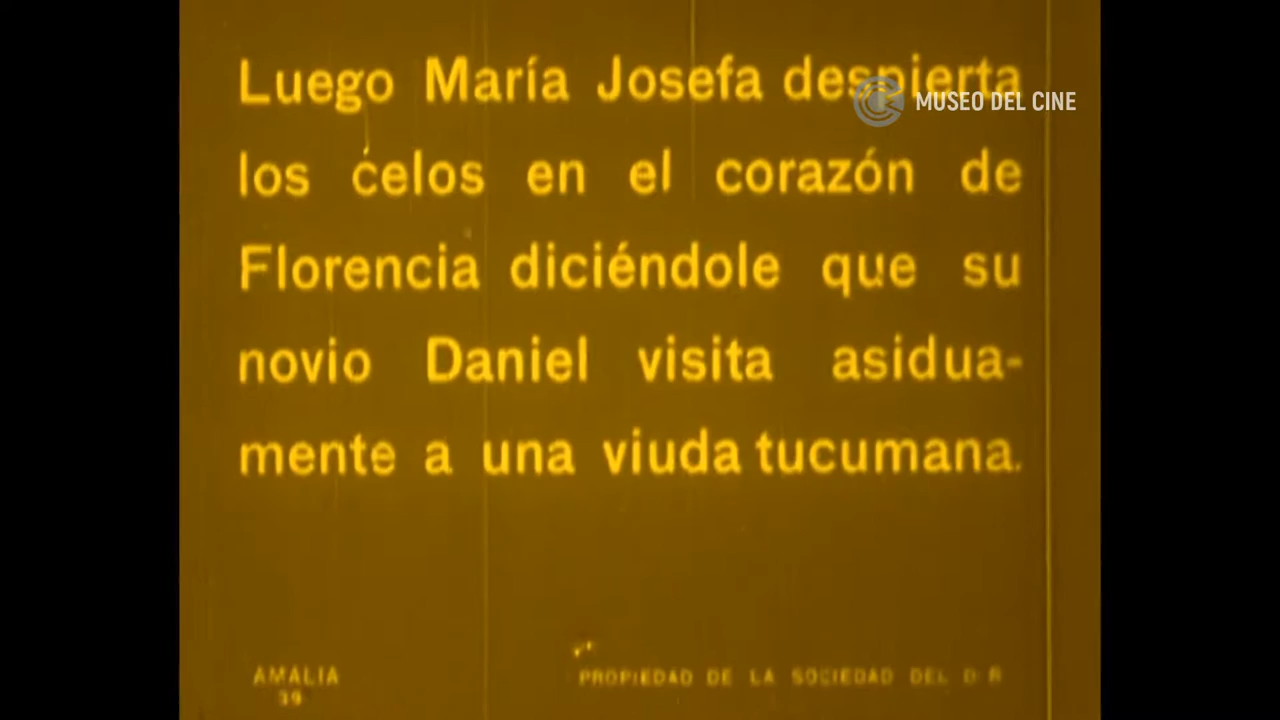 Luego María Josefa despierta
MUSEO DEL CINE
los celos en el corazón de
Florencia diciéndole que su
novio Daniel visita asidua-
mente a una viuda tucumana.
AMALIA
39
PROPIEDAD DE LA SOCIEDAD DEL D B